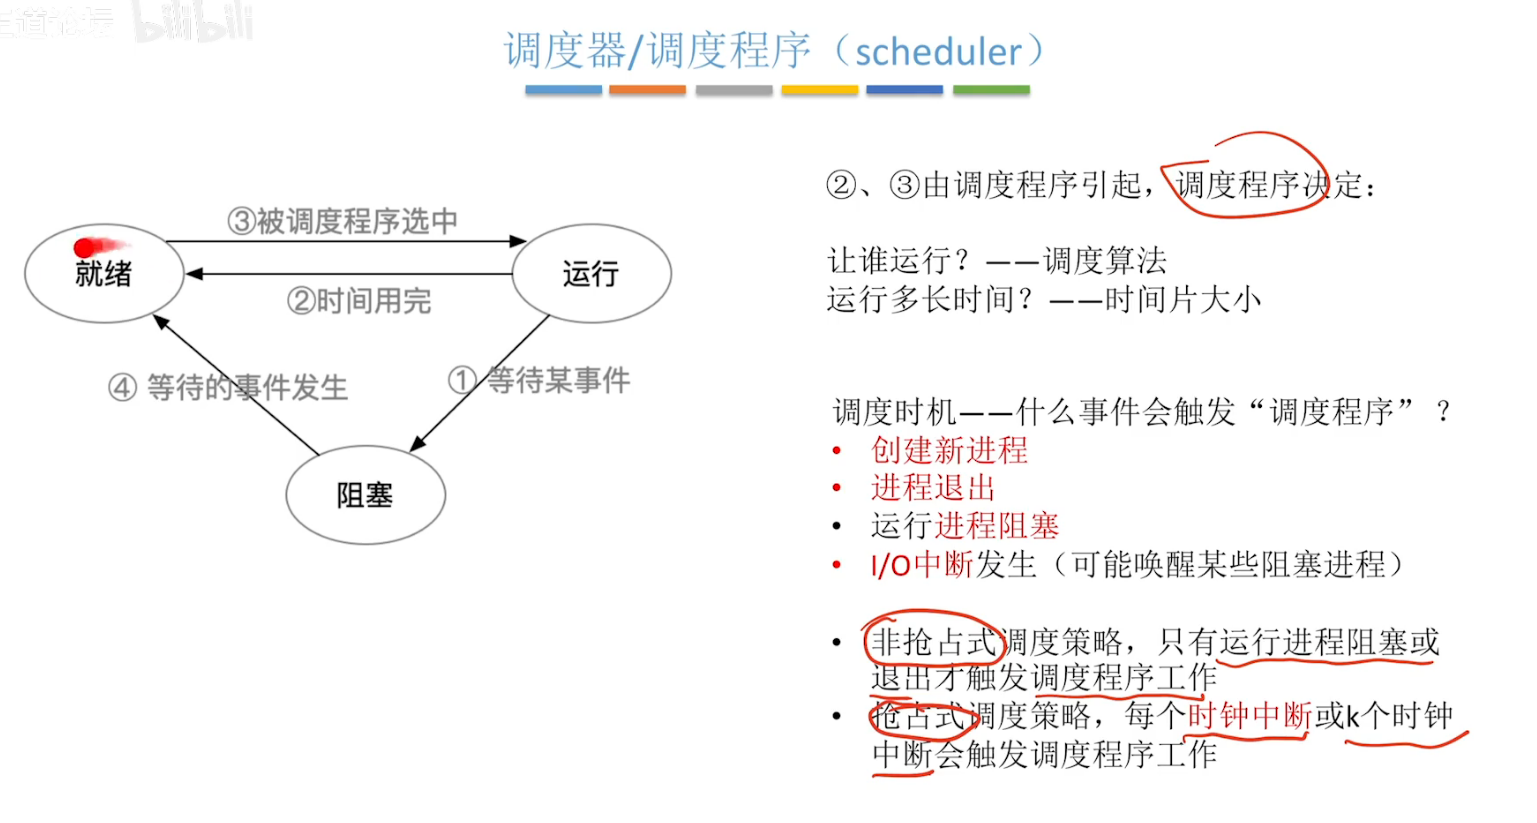 bilibili
调度器/调度程序（scheduler）
②、③由调度程序引起，调度程序决定：
让谁运行？——调度算法
运行多长时间？——时间片大小
③被调度程序选中
就绪
运行
②时间用完
④ 等待的事件发生
① 等待某事件
阻塞
调度时机——什么事件会触发“调度程序”？
• 创建新进程
• 进程退出
• 运行进程阻塞
• I/O中断发生（可能唤醒某些阻塞进程）
• 非抢占式调度策略，只有运行进程阻塞或
退出才触发调度程序工作
• 抢占式调度策略，每个时钟中断或k个时钟
中断会触发调度程序工作